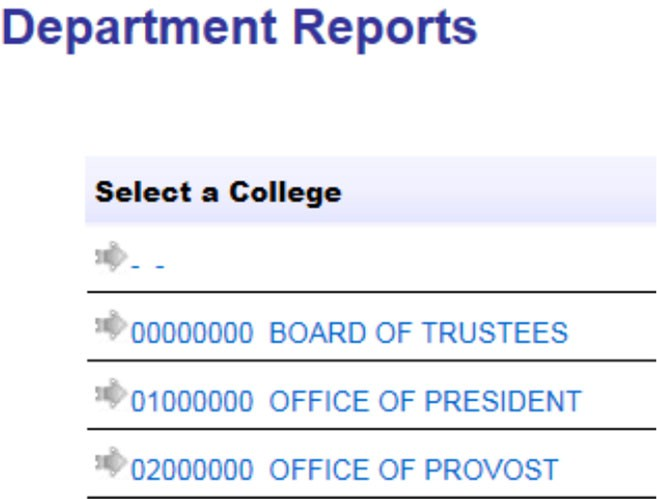 Department Reports
Select a College
- -
00000000 BOARD OF TRUSTEES
01000000 OFFICE OF PRESIDENT
02000000 OFFICE OF PROVOST